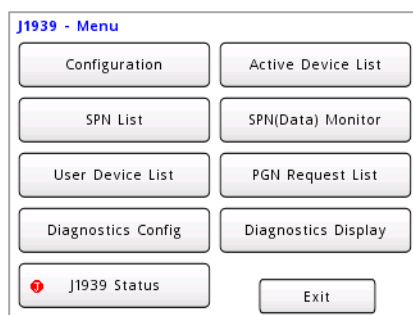 J1939 - Menu
Configuration
Active Device List
SPN List
SPN(Data) Monitor
User Device List
PGN Request List
Diagnostics Config
Diagnostics Display
J J1939 Status
Exit